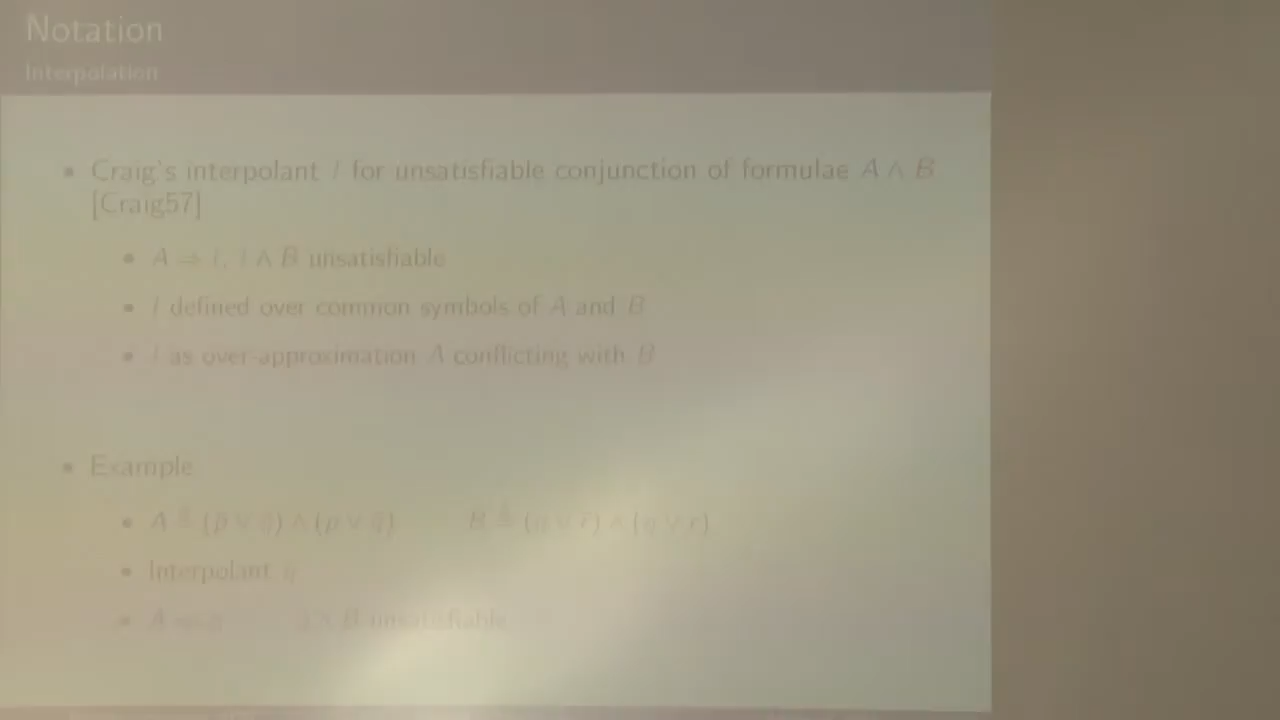 Notation
Interpolation
• Craig's interpolant I for unsatisfiable conjunction of formulae A ∧ B
[Craig57]
• A ⇒ I, I ∧ B unsatisfiable
• I defined over common symbols of A and B
• I as over-approximation A conflicting with B
• Example
• A ≜ (p̄ ∨ q̄) ∧ (p ∨ q̄) B ≜ (q ∨ r̄) ∧ (q ∨ r)
• Interpolant q̄
• A ⇒ q̄ q̄ ∧ B unsatisfiable